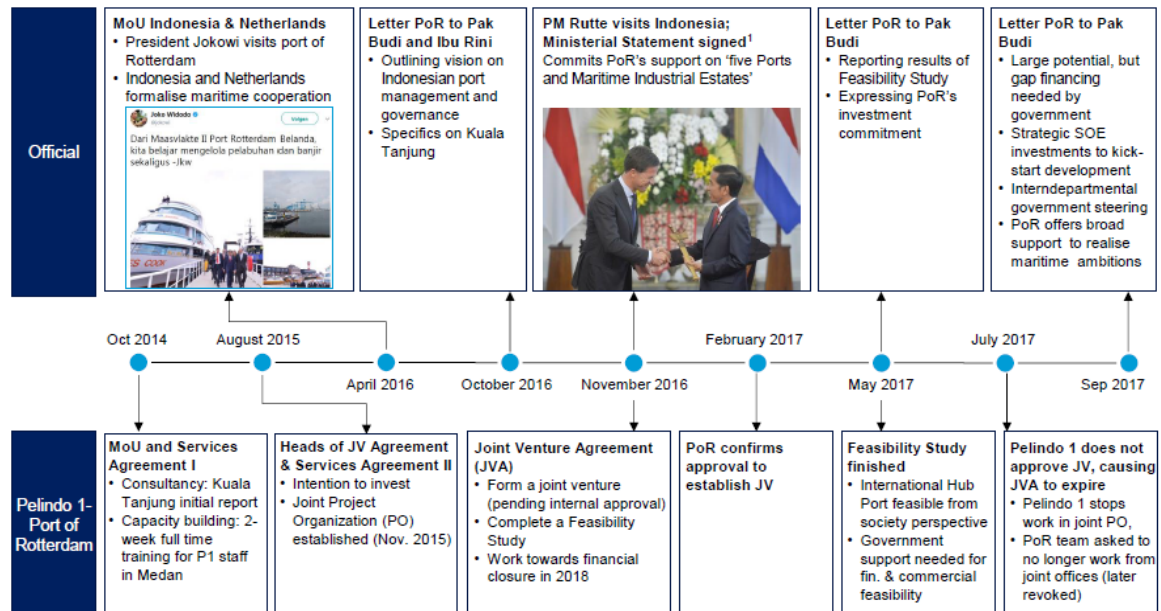 Official
MoU Indonesia & Netherlands
• President Jokowi visits port of
Rotterdam
• Indonesia and Netherlands
formalise maritime cooperation
Joko Widodo
@jokowi
Volgen
Dari Maasvlakte II Port Rotterdam Belanda,
kita belajar mengelola pelabuhan dan banjir
sekaligus -Jkw
Letter PoR to Pak
Budi and Ibu Rini
• Outlining vision on
Indonesian port
management and
governance
• Specifics on Kuala
Tanjung
PM Rutte visits Indonesia;
Ministerial Statement signed¹
Commits PoR's support on 'five Ports
and Maritime Industrial Estates'
Letter PoR to Pak
Budi
• Reporting results of
Feasibility Study
• Expressing PoR's
investment
commitment
Letter PoR to Pak
Budi
• Large potential, but
gap financing
needed by
government
• Strategic SOE
investments to kick-
start development
• Interndepartmental
government steering
• PoR offers broad
support to realise
maritime ambitions
Oct 2014
August 2015
April 2016
October 2016
November 2016
February 2017
May 2017
July 2017
Sep 2017
Pelindo 1-
Port of
Rotterdam
MoU and Services
Agreement I
• Consultancy: Kuala
Tanjung initial report
• Capacity building: 2-
week full time
training for P1 staff
in Medan
Heads of JV Agreement
& Services Agreement II
• Intention to invest
• Joint Project
Organization (PO)
established (Nov. 2015)
Joint Venture Agreement
(JVA)
• Form a joint venture
(pending internal approval)
• Complete a Feasibility
Study
• Work towards financial
closure in 2018
PoR confirms
approval to
establish JV
Feasibility Study
finished
• International Hub
Port feasible from
society perspective
• Government
support needed for
fin. & commercial
feasibility
Pelindo 1 does not
approve JV, causing
JVA to expire
• Pelindo 1 stops
work in joint PO,
• PoR team asked to
no longer work from
joint offices (later
revoked)